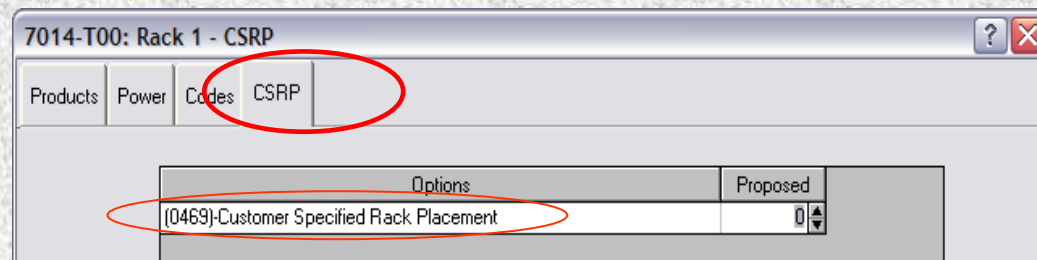 7014-T00: Rack 1 - CSRP ?
Products Power Codes CSRP
Options Proposed
(0469)-Customer Specified Rack Placement 0